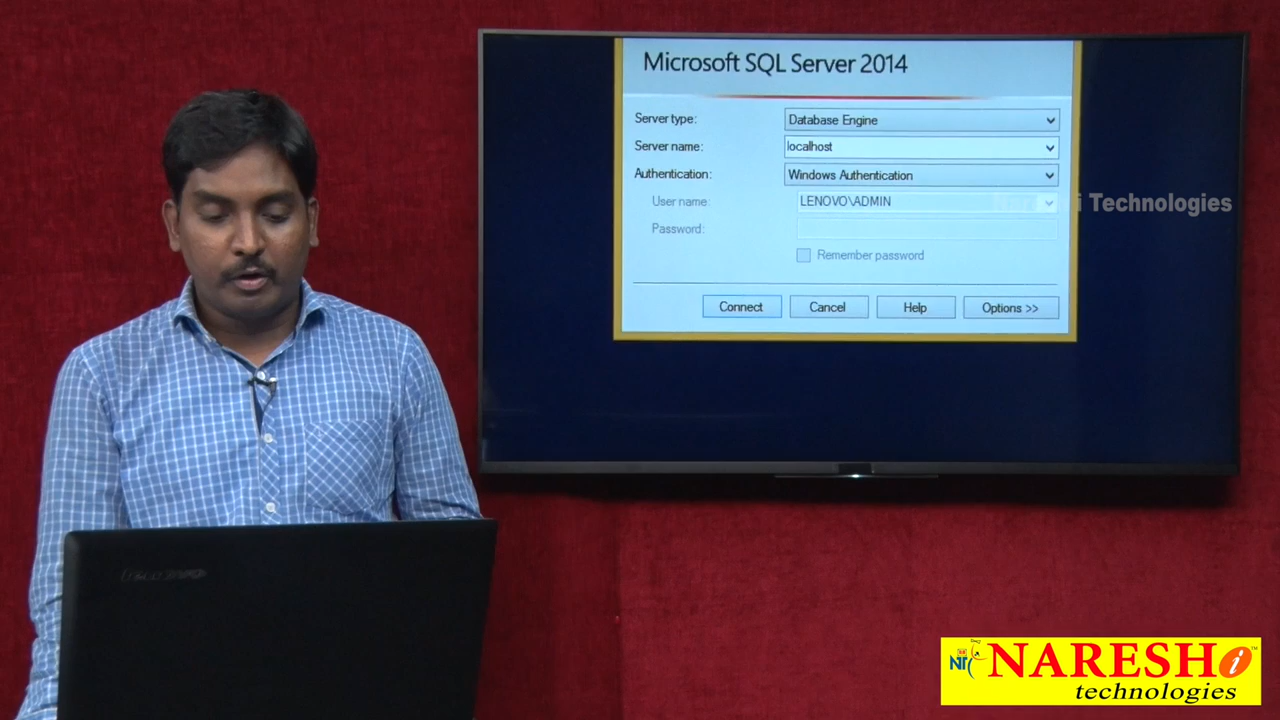 Microsoft SQL Server 2014
Server type: Database Engine
Server name: localhost
Authentication: Windows Authentication
User name: LENOVO\ADMIN
Technologies
Password:
Remember password
Connect Cancel Help Options >>
NARESH i
technologies